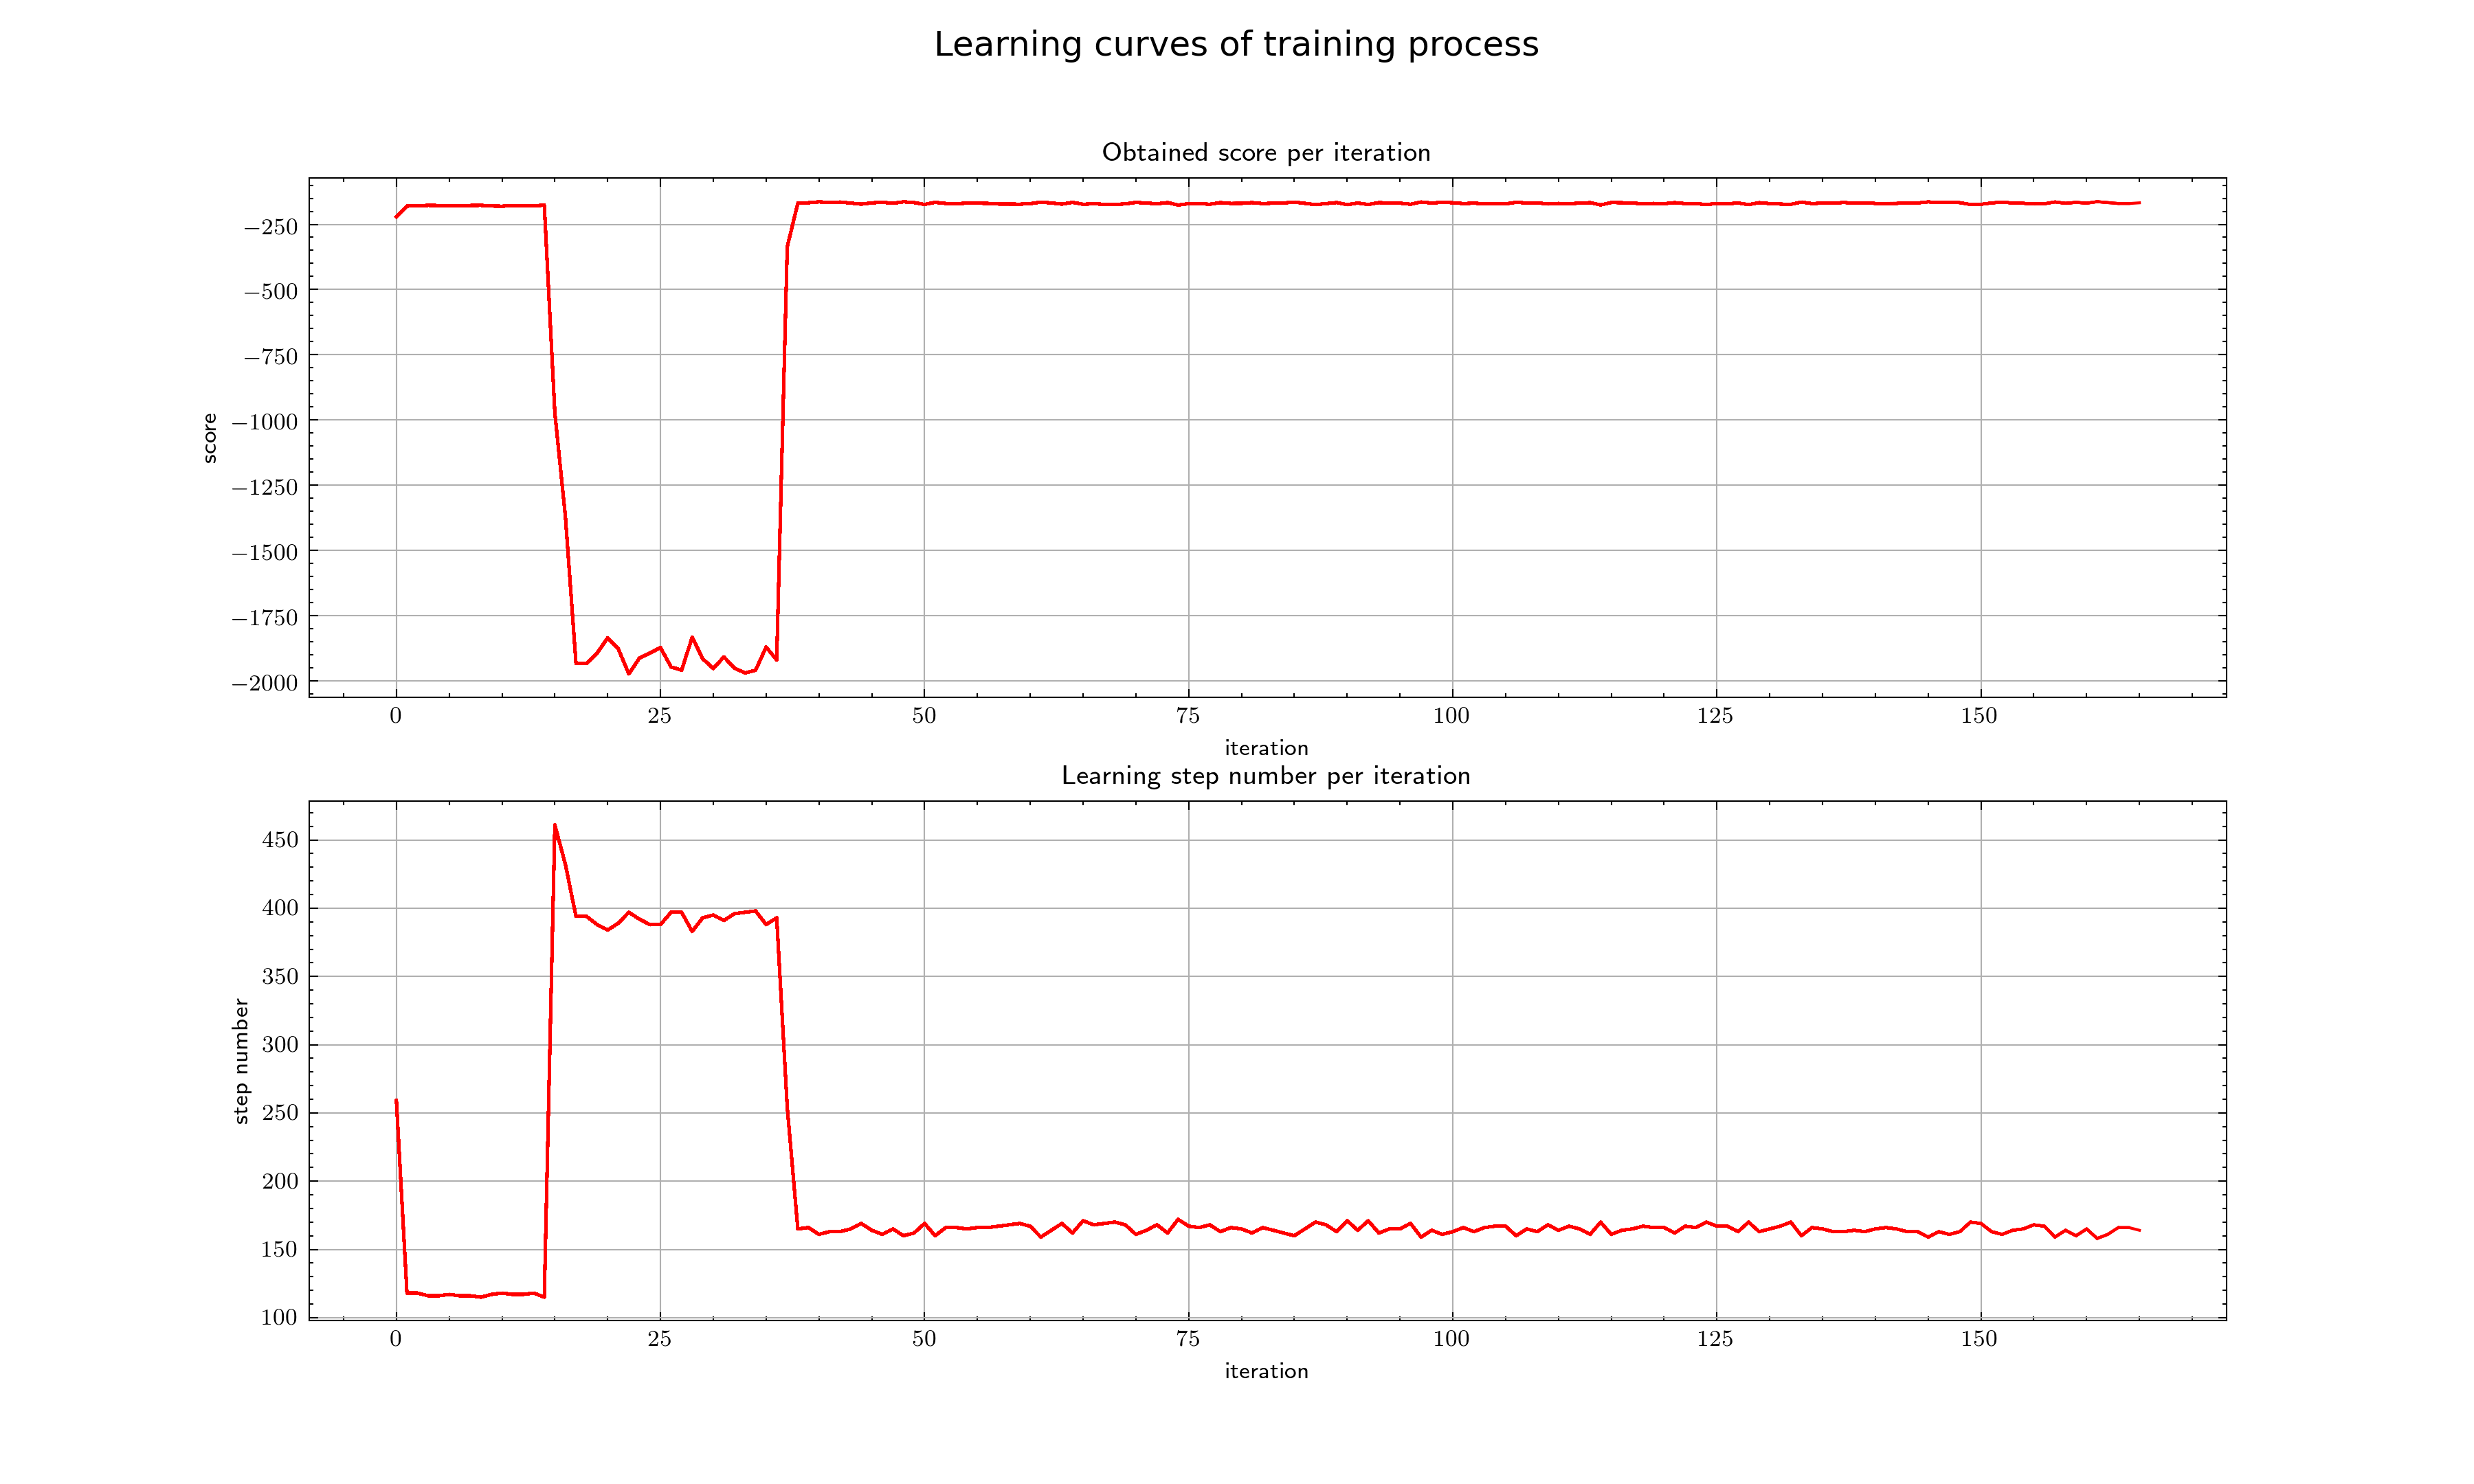 Learning curves of training process
Obtained score per iteration
−250
−500
−750
−1000
−1250
−1500
−1750
−2000
score
0 25 50 75 100 125 150
iteration
Learning step number per iteration
450
400
350
300
250
200
150
100
step number
0 25 50 75 100 125 150
iteration